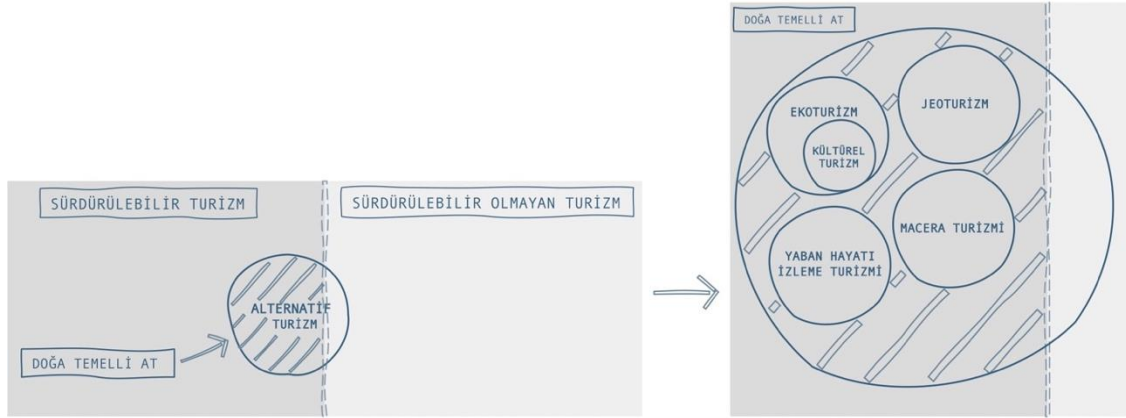 SÜRDÜRÜLEBİLİR TURİZM
SÜRDÜRÜLEBİLİR OLMAYAN TURİZM
ALTERNATİF
TURİZM
DOĞA TEMELLİ AT
DOĞA TEMELLİ AT
EKOTURİZM
KÜLTÜREL
TURİZM
JEOTURİZM
YABAN HAYATI
İZLEME TURİZMİ
MACERA TURİZMİ